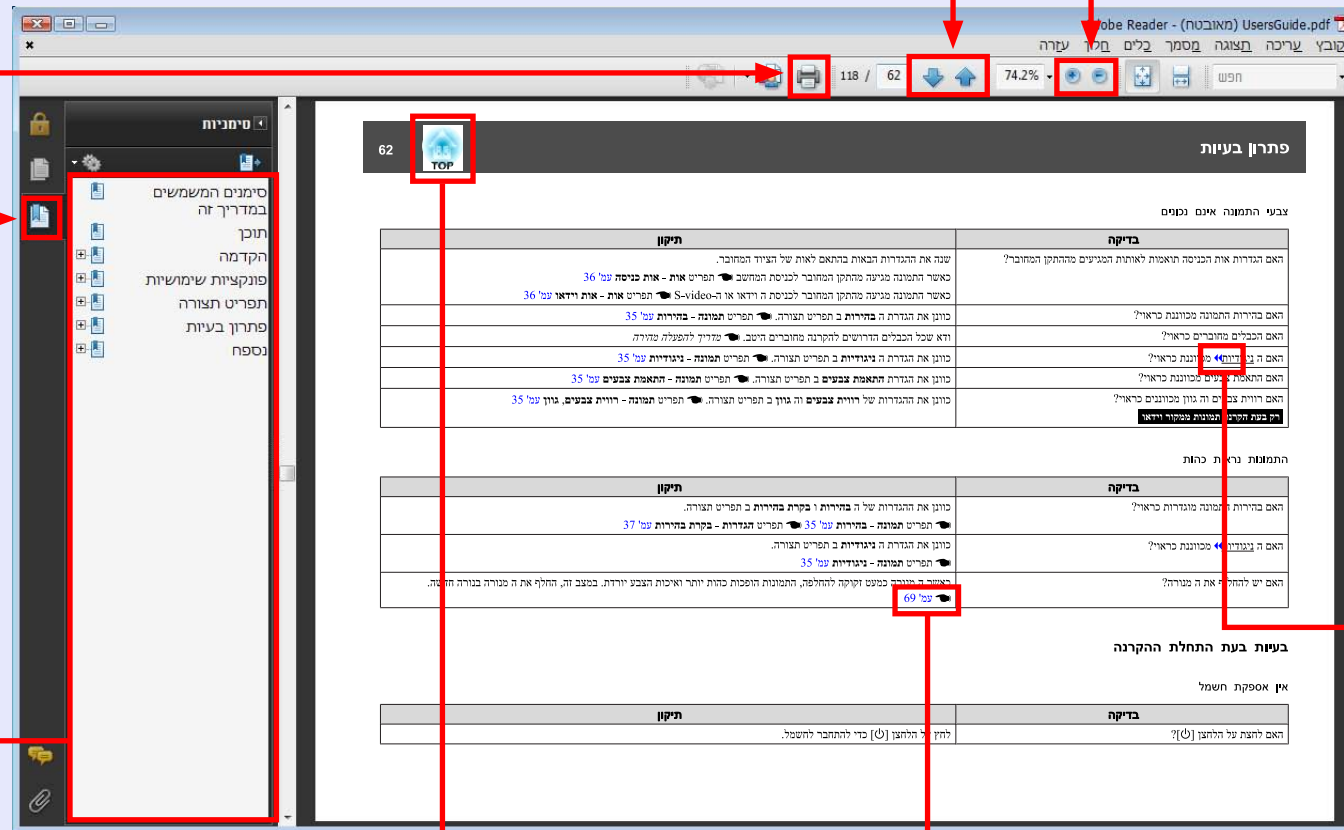 UsersGuide.pdf (מאובטח) - Adobe Reader
קובץ עריכה תצוגה מסמך כלים חלון עזרה
118 / 62 74.2% חפש
סימניות
סימנים המשמשים
במדריך זה
תוכן
הקדמה
פונקציות שימושיות
תפריט תצורה
פתרון בעיות
נספח
פתרון בעיות
TOP
62
צבעי התמונה אינם נכונים
בדיקה תיקון
האם הגדרות אות הכניסה תואמות לאותות המגיעים מההתקן המחובר? שנה את ההגדרות הבאות בהתאם לאות של הציוד המחובר.
כאשר התמונה מגיעה מהתקן המחובר לכניסת המחשב ☚ תפריט אות - אות כניסה עמ' 36
כאשר התמונה מגיעה מהתקן המחובר לכניסת ה וידאו או ה-S-video ☚ תפריט אות - אות וידאו עמ' 36
האם בהירות התמונה מכווננת כראוי? כוונן את הגדרת ה בהירות ב תפריט תצורה. ☚ תפריט תמונה - בהירות עמ' 35
האם הכבלים מחוברים כראוי? ודא שכל הכבלים הדרושים להקרנה מחוברים היטב. ☚ מדריך להפעלה מהירה
האם ה ניגודיות מכווננת כראוי? כוונן את הגדרת ה ניגודיות ב תפריט תצורה. ☚ תפריט תמונה - ניגודיות עמ' 35
האם התאמת צבעים מכווננת כראוי? כוונן את הגדרת התאמת צבעים ב תפריט תצורה. ☚ תפריט תמונה - התאמת צבעים עמ' 35
האם רווית צבעים וה גוון מכווננים כראוי? כוונן את ההגדרות של רווית צבעים וה גוון ב תפריט תצורה. ☚ תפריט תמונה - רווית צבעים, גוון עמ' 35
רק בעת הקרנת תמונות ממקור וידאו
התמונות נראות כהות
בדיקה תיקון
האם בהירות התמונה מוגדרות כראוי? כוונן את ההגדרות של ה בהירות ו בקרת בהירות ב תפריט תצורה.
☚ תפריט תמונה - בהירות עמ' 35 ☚ תפריט הגדרות - בקרת בהירות עמ' 37
האם ה ניגודיות מכווננת כראוי? כוונן את הגדרת ה ניגודיות ב תפריט תצורה.
☚ תפריט תמונה - ניגודיות עמ' 35
האם יש להחליף את ה מנורה? כאשר ה מנורה כמעט זקוקה להחלפה, התמונות הופכות כהות יותר ואיכות הצבע יורדת. במצב זה, החלף את ה מנורה בנורה חדשה.
☚ עמ' 69
בעיות בעת התחלת ההקרנה
אין אספקת חשמל
בדיקה תיקון
האם לחצת על הלחצן [⏻]? לחץ על הלחצן [⏻] כדי להתחבר לחשמל.